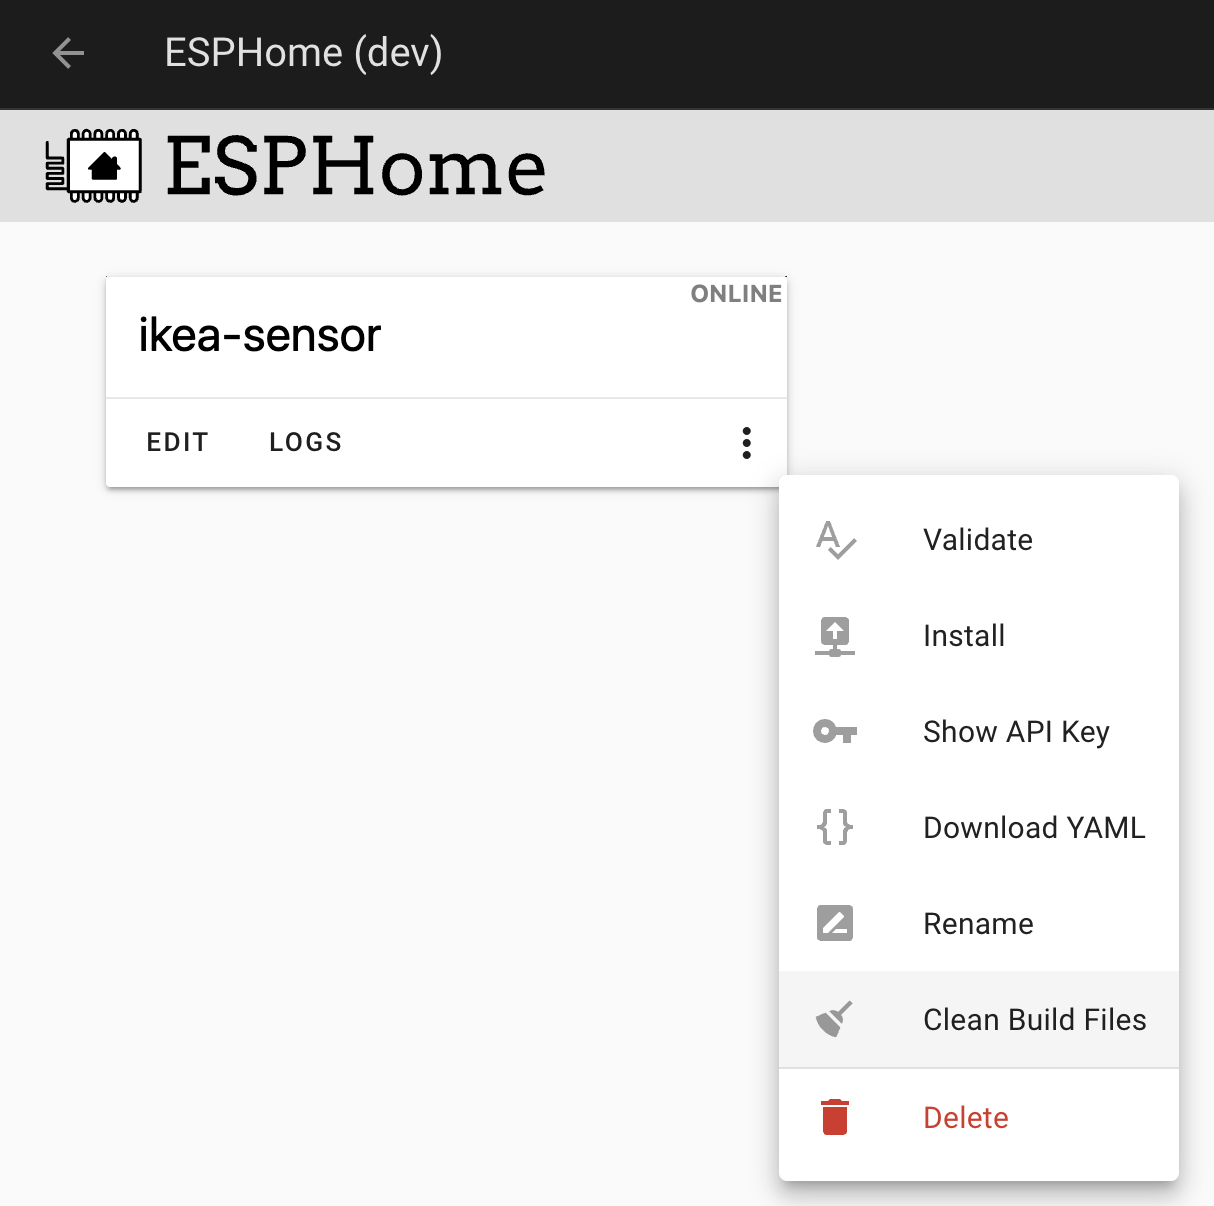 ESPHome (dev)
ESPHome
ONLINE
ikea-sensor
EDIT LOGS
Validate
Install
Show API Key
Download YAML
Rename
Clean Build Files
Delete